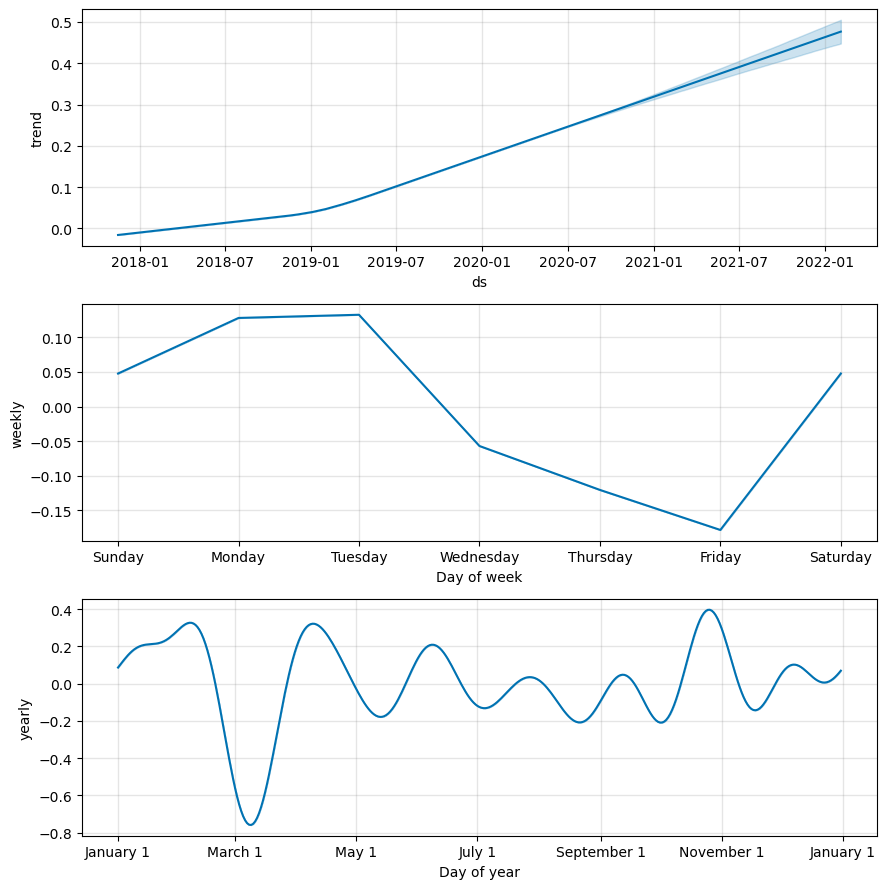 0.5
0.4
0.3
0.2
0.1
0.0
trend
2018-01 2018-07 2019-01 2019-07 2020-01 2020-07 2021-01 2021-07 2022-01
ds
0.10
0.05
0.00
−0.05
−0.10
−0.15
weekly
Sunday Monday Tuesday Wednesday Thursday Friday Saturday
Day of week
0.4
0.2
0.0
−0.2
−0.4
−0.6
−0.8
yearly
January 1 March 1 May 1 July 1 September 1 November 1 January 1
Day of year